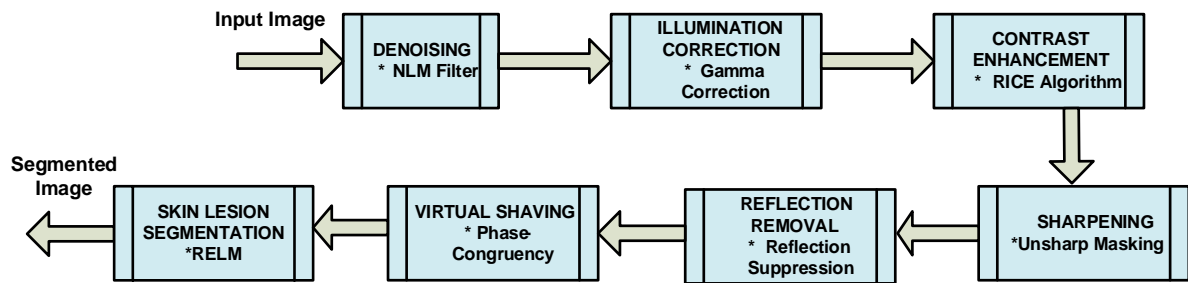 Input Image
DENOISING
* NLM Filter
ILLUMINATION
CORRECTION
* Gamma
Correction
CONTRAST
ENHANCEMENT
* RICE Algorithm
SHARPENING
*Unsharp Masking
REFLECTION
REMOVAL
* Reflection
Suppression
VIRTUAL SHAVING
* Phase-
Congruency
SKIN LESION
SEGMENTATION
*RELM
Segmented
Image